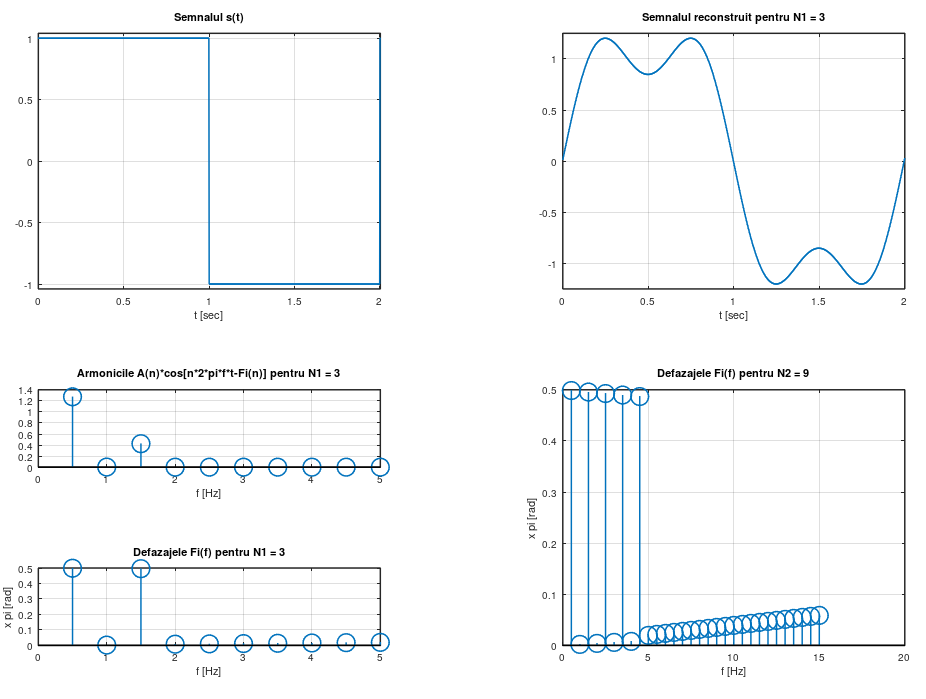 Semnalul s(t)
1
0.5
0
-0.5
-1
0 0.5 1 1.5 2
t [sec]
Semnalul reconstruit pentru N1 = 3
1
0.5
0
-0.5
-1
0 0.5 1 1.5 2
t [sec]
Armonicile A(n)*cos[n*2*pi*f*t-Fi(n)] pentru N1 = 3
1.4
1.2
1
0.8
0.6
0.4
0.2
0
0 1 2 3 4 5
f [Hz]
Defazajele Fi(f) pentru N1 = 3
x pi [rad]
0.5
0.4
0.3
0.2
0.1
0
0 1 2 3 4 5
f [Hz]
Defazajele Fi(f) pentru N2 = 9
x pi [rad]
0.5
0.4
0.3
0.2
0.1
0
0 5 10 15 20
f [Hz]